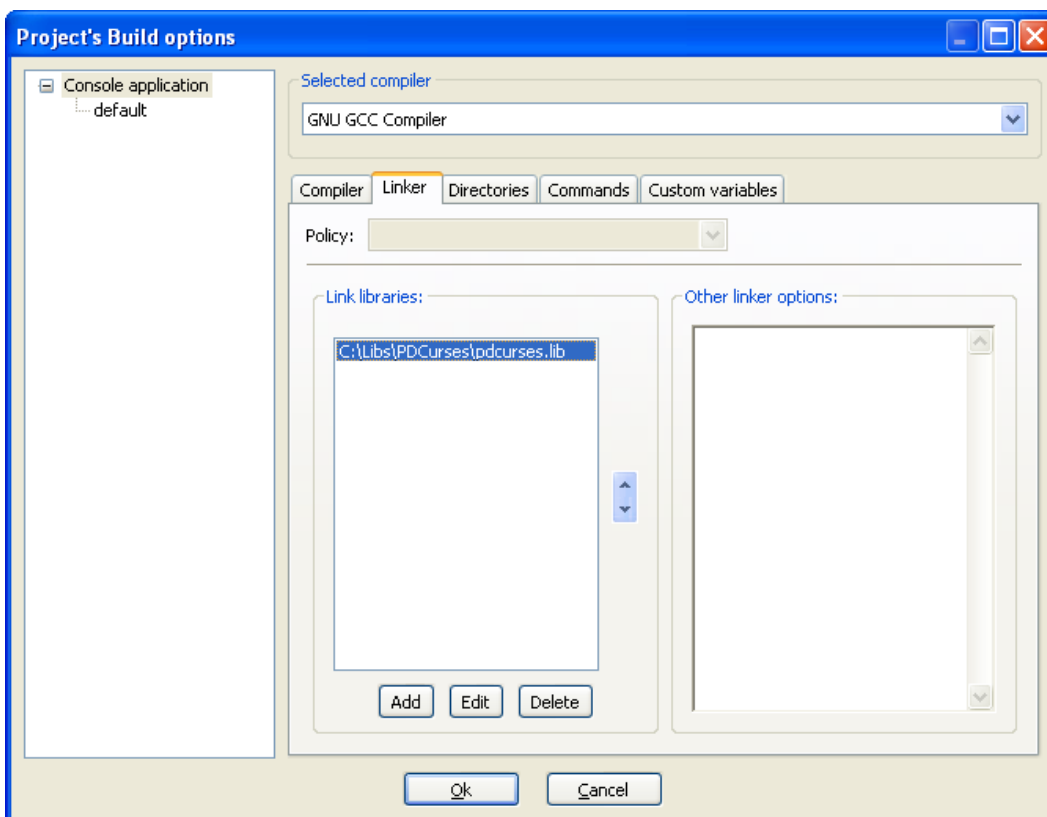 Project's Build options
Console application
default
Selected compiler
GNU GCC Compiler
Compiler Linker Directories Commands Custom variables
Policy:
Link libraries:
C:\Libs\PDCurses\pdcurses.lib
Add Edit Delete
Other linker options:
Ok Cancel